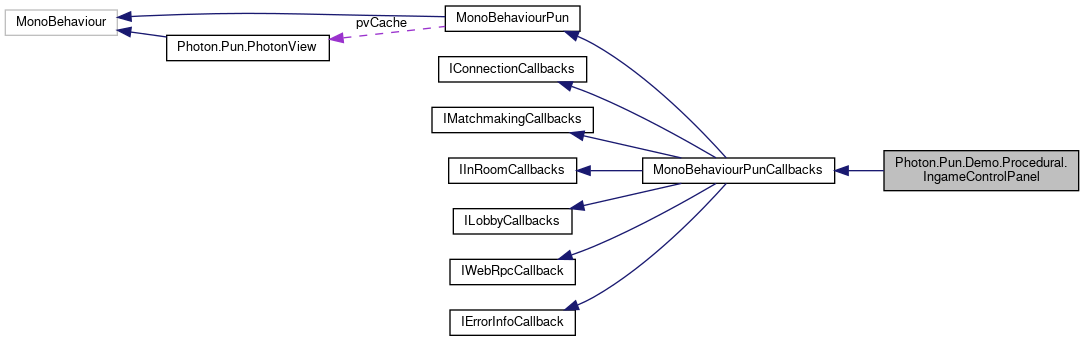 MonoBehaviour
pvCache
MonoBehaviourPun
Photon.Pun.PhotonView
IConnectionCallbacks
IMatchmakingCallbacks
IInRoomCallbacks
MonoBehaviourPunCallbacks
Photon.Pun.Demo.Procedural.
IngameControlPanel
ILobbyCallbacks
IWebRpcCallback
IErrorInfoCallback